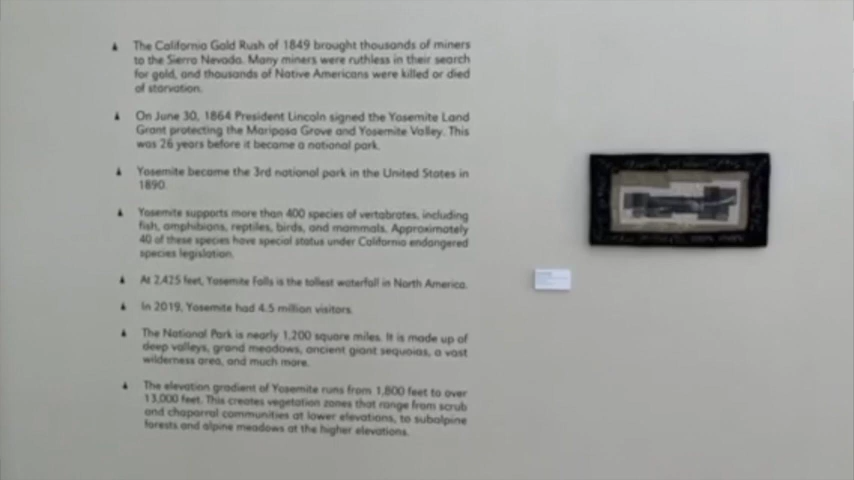 The California Gold Rush of 1849 brought thousands of miners
to the Sierra Nevada. Many miners were ruthless in their search
for gold, and thousands of Native Americans were killed or died
of starvation.
On June 30, 1864 President Lincoln signed the Yosemite Land
Grant protecting the Mariposa Grove and Yosemite Valley. This
was 26 years before it became a national park.
Yosemite became the 3rd national park in the United States in
1890.
Yosemite supports more than 400 species of vertabrates, including
fish, amphibians, reptiles, birds, and mammals. Approximately
40 of these species have special status under California endangered
species legislation.
At 2,425 feet, Yosemite Falls is the tallest waterfall in North America.
In 2019, Yosemite had 4.5 million visitors.
The National Park is nearly 1,200 square miles. It is made up of
deep valleys, grand meadows, ancient giant sequoias, a vast
wilderness area, and much more.
The elevation gradient of Yosemite runs from 1,800 feet to over
13,000 feet. This creates vegetation zones that range from scrub
and chaparral communities at lower elevations, to subalpine
forests and alpine meadows at the higher elevations.